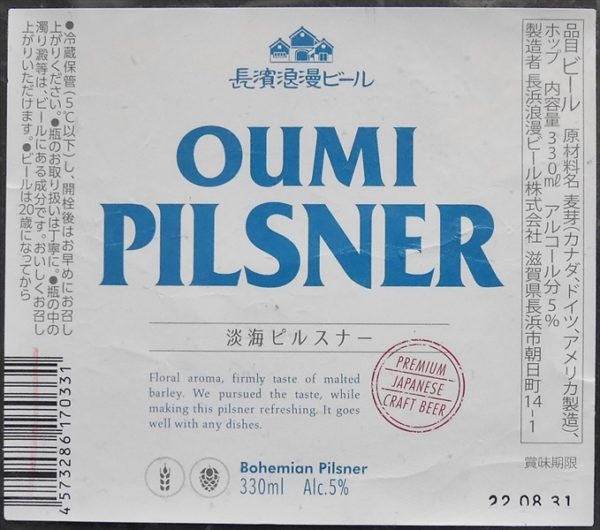 長濱浪漫ビール
OUMI
PILSNER
淡海ピルスナー
Floral aroma, firmly taste of malted
barley. We pursued the taste, while
making this pilsner refreshing. It goes
well with any dishes.
PREMIUM
JAPANESE
CRAFT BEER
Bohemian Pilsner
330ml Alc.5%
品目 ビール 原材料名 麦芽(カナダ、ドイツ、アメリカ製造)、
ホップ 内容量 330㎖ アルコール分 5%
製造者 長浜浪漫ビール株式会社 滋賀県長浜市朝日町14-1
賞味期限
22.08.31
●冷蔵保管(5℃以下)し、開栓後はお早めにお召し
上がりください。●瓶のお取り扱いは丁寧に。●瓶の中の
濁り澱等は、ビールにある成分です。おいしくお召し
上がりいただけます。●ビールは20歳になってから
4573286170331